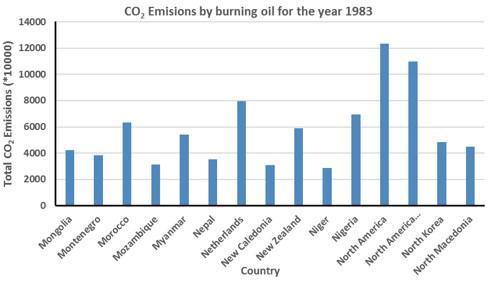 CO2 Emisions by burning oil for the year 1983
Total CO2 Emissions (*10000)
14000
12000
10000
8000
6000
4000
2000
0
Mongolia
Montenegro
Morocco
Mozambique
Myanmar
Nepal
Netherlands
New Caledonia
New Zealand
Niger
Nigeria
North America
North America...
North Korea
North Macedonia
Country